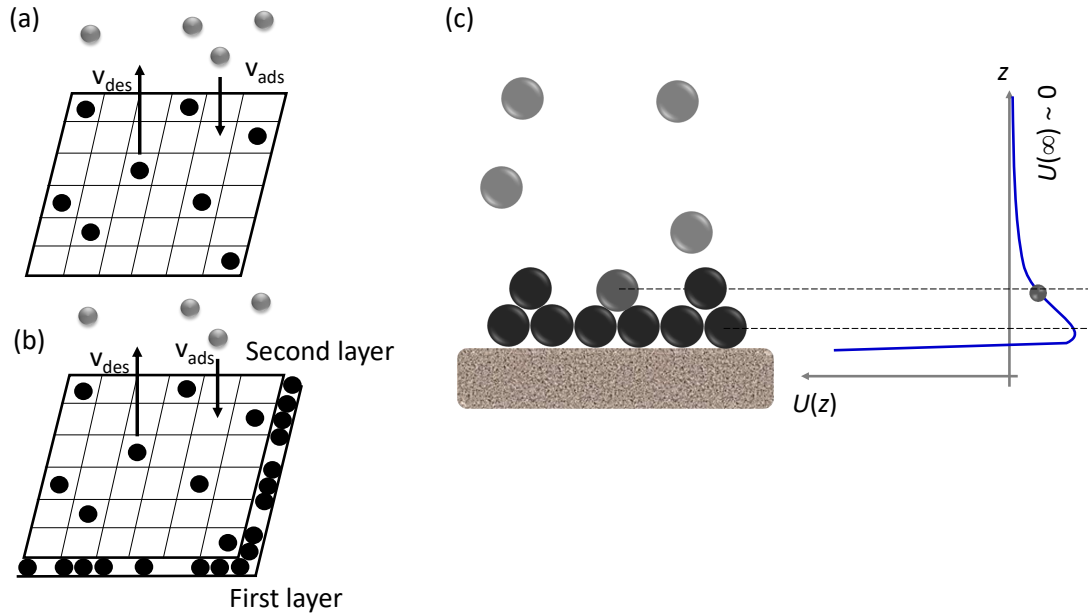 (a)
v_des
v_ads
(b)
v_des
v_ads
Second layer
First layer
(c)
z
U(∞) ~ 0
U(z)